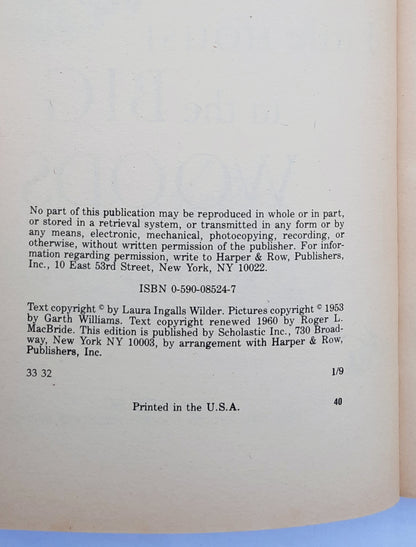 No part of this publication may be reproduced in whole or in part,
or stored in a retrieval system, or transmitted in any form or by
any means, electronic, mechanical, photocopying, recording, or
otherwise, without written permission of the publisher. For infor-
mation regarding permission, write to Harper & Row, Publishers,
Inc., 10 East 53rd Street, New York, NY 10022.
ISBN 0-590-08524-7
Text copyright © by Laura Ingalls Wilder. Pictures copyright © 1953
by Garth Williams. Text copyright renewed 1960 by Roger L.
MacBride. This edition is published by Scholastic Inc., 730 Broad-
way, New York NY 10003, by arrangement with Harper & Row,
Publishers, Inc.
33 32 1/9
Printed in the U.S.A. 40